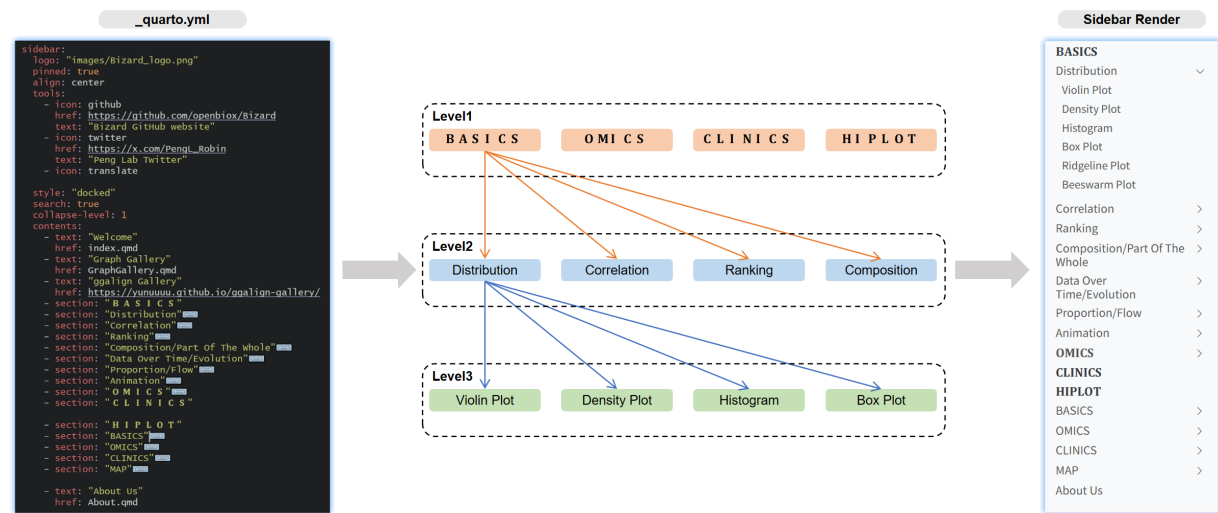 _quarto.yml
sidebar:
logo: "images/Bizard_logo.png"
pinned: true
align: center
tools:
- icon: github
href: https://github.com/openbiox/Bizard
text: "Bizard GitHub website"
- icon: twitter
href: https://x.com/PengL_Robin
text: "Peng Lab Twitter"
- icon: translate
style: "docked"
search: true
collapse-level: 1
contents:
- text: "Welcome"
href: index.qmd
- text: "Graph Gallery"
href: GraphGallery.qmd
- text: "ggalign Gallery"
href: https://yunuuuu.github.io/ggalign-gallery/
- section: "B A S I C S"
- section: "Distribution"
- section: "Correlation"
- section: "Ranking"
- section: "Composition/Part Of The Whole"
- section: "Data Over Time/Evolution"
- section: "Proportion/Flow"
- section: "Animation"
- section: "O M I C S"
- section: "C L I N I C S"
- section: "H I P L O T"
- section: "BASICS"
- section: "OMICS"
- section: "CLINICS"
- section: "MAP"
- text: "About Us"
href: About.qmd
Level1
B A S I C S
O M I C S
C L I N I C S
H I P L O T
Level2
Distribution
Correlation
Ranking
Composition
Level3
Violin Plot
Density Plot
Histogram
Box Plot
Sidebar Render
BASICS
Distribution
Violin Plot
Density Plot
Histogram
Box Plot
Ridgeline Plot
Beeswarm Plot
Correlation
Ranking
Composition/Part Of The
Whole
Data Over
Time/Evolution
Proportion/Flow
Animation
OMICS
CLINICS
HIPLOT
BASICS
OMICS
CLINICS
MAP
About Us